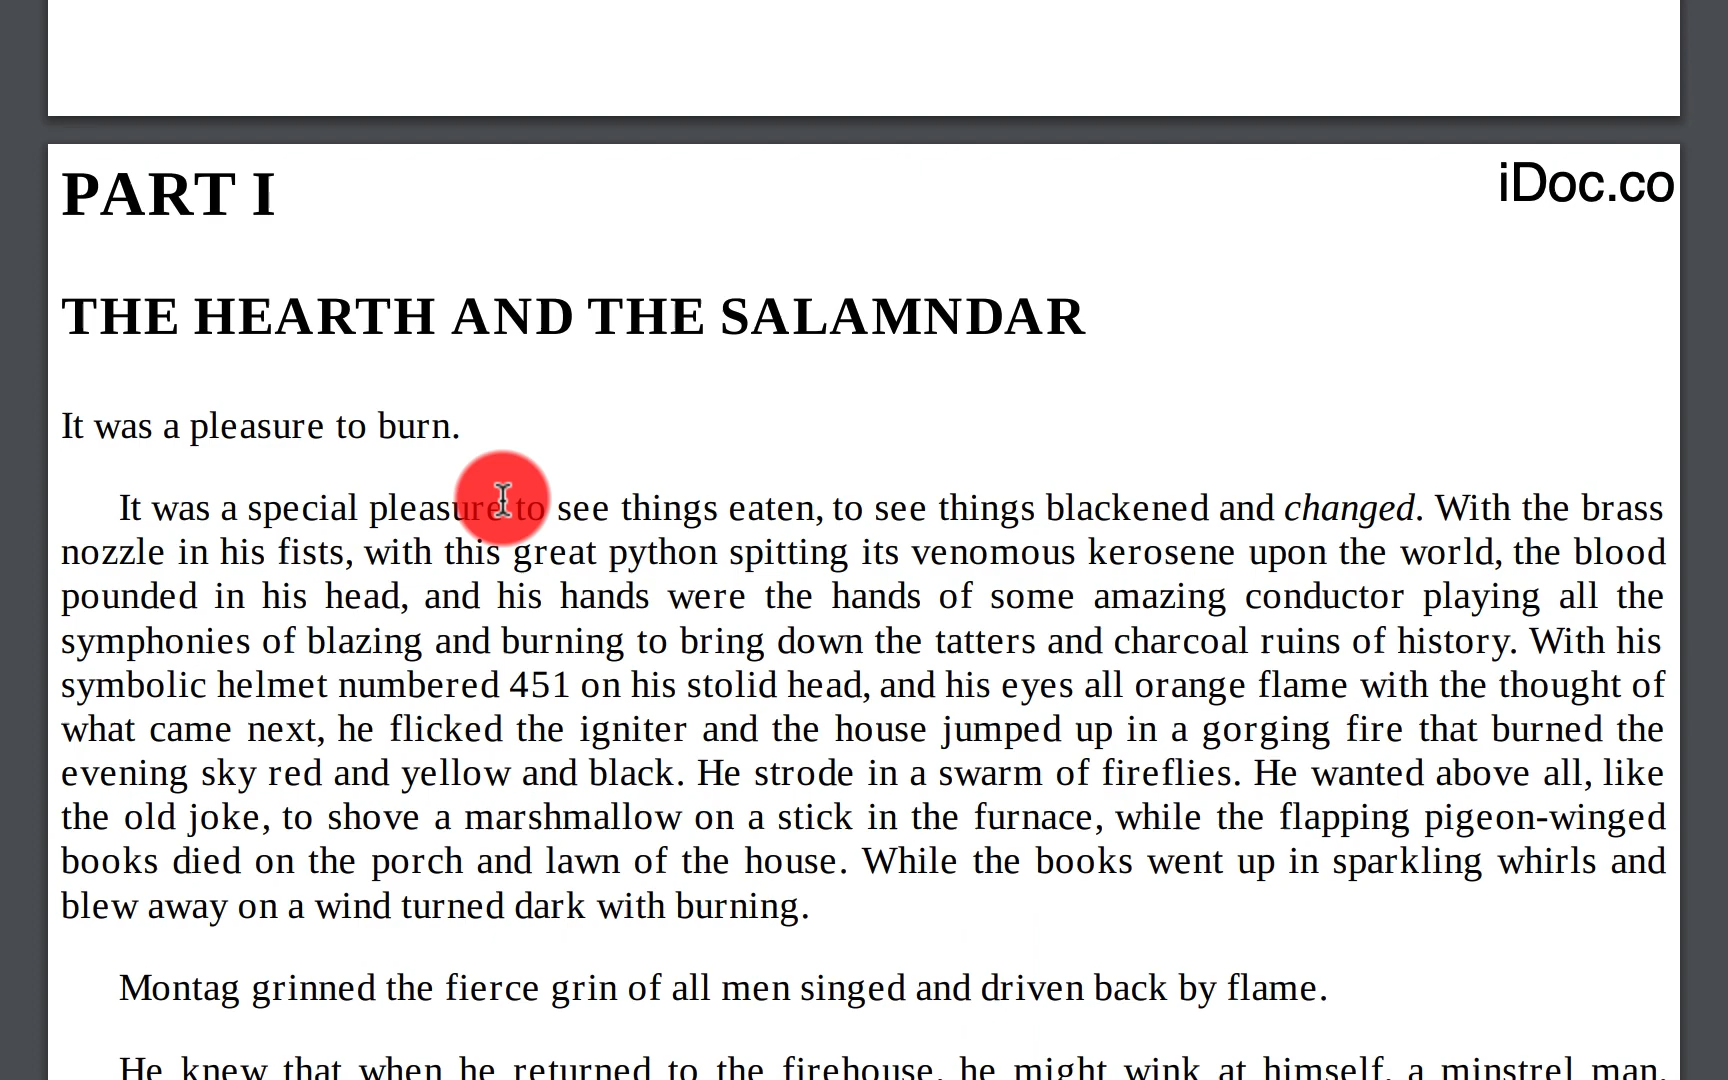 PART I
iDoc.co
THE HEARTH AND THE SALAMNDAR
It was a pleasure to burn.
It was a special pleasure to see things eaten, to see things blackened and changed. With the brass
nozzle in his fists, with this great python spitting its venomous kerosene upon the world, the blood
pounded in his head, and his hands were the hands of some amazing conductor playing all the
symphonies of blazing and burning to bring down the tatters and charcoal ruins of history. With his
symbolic helmet numbered 451 on his stolid head, and his eyes all orange flame with the thought of
what came next, he flicked the igniter and the house jumped up in a gorging fire that burned the
evening sky red and yellow and black. He strode in a swarm of fireflies. He wanted above all, like
the old joke, to shove a marshmallow on a stick in the furnace, while the flapping pigeon-winged
books died on the porch and lawn of the house. While the books went up in sparkling whirls and
blew away on a wind turned dark with burning.
Montag grinned the fierce grin of all men singed and driven back by flame.
He knew that when he returned to the firehouse, he might wink at himself, a minstrel man,